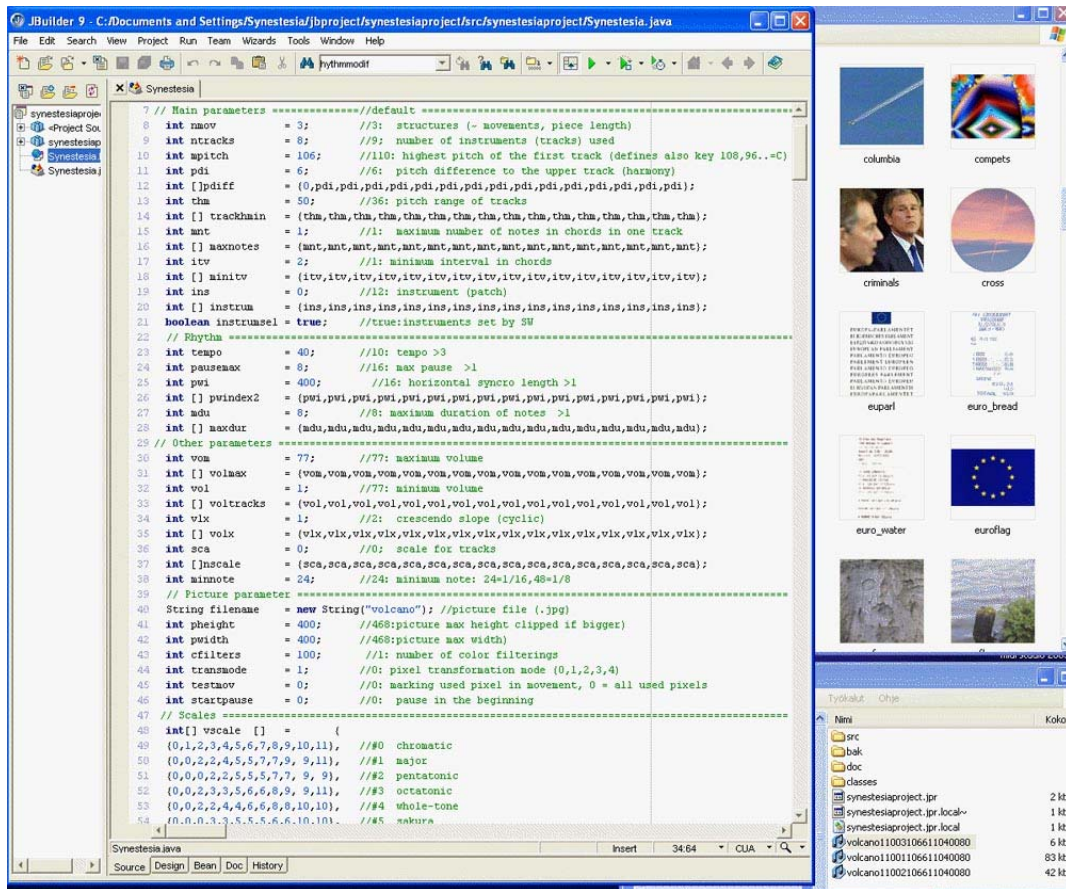 JBuilder 9 - C:/Documents and Settings/Synestesia/jbproject/synestesiaproject/src/synestesiaproject/Synestesia.java
File Edit Search View Project Run Team Wizards Tools Window Help
hythmmodif
Synestesia
synestesiaproje
<Project Sou
synestesiap
Synestesia.
Synestesia.j
7 // Main parameters =============//default =============================================================
8 int nmov = 3; //3: structures (~ movements, piece length)
9 int ntracks = 8; //9; number of instruments (tracks) used
10 int mpitch = 106; //110: highest pitch of the first track (defines also key 108,96..=C)
11 int pdi = 6; //6: pitch difference to the upper track (harmony)
12 int []pdiff = {0,pdi,pdi,pdi,pdi,pdi,pdi,pdi,pdi,pdi,pdi,pdi,pdi,pdi,pdi,pdi};
13 int thm = 50; //36: pitch range of tracks
14 int [] trackhmin = {thm,thm,thm,thm,thm,thm,thm,thm,thm,thm,thm,thm,thm,thm,thm,thm};
15 int mnt = 1; //1: maximum number of notes in chords in one track
16 int [] maxnotes = {mnt,mnt,mnt,mnt,mnt,mnt,mnt,mnt,mnt,mnt,mnt,mnt,mnt,mnt,mnt,mnt};
17 int itv = 2; //1: minimum interval in chords
18 int [] minitv = {itv,itv,itv,itv,itv,itv,itv,itv,itv,itv,itv,itv,itv,itv,itv,itv};
19 int ins = 0; //12: instrument (patch)
20 int [] instrum = {ins,ins,ins,ins,ins,ins,ins,ins,ins,ins,ins,ins,ins,ins,ins,ins};
21 boolean instrumsel = true; //true:instruments set by SW
22 // Rhythm ==================================================================================
23 int tempo = 40; //10: tempo >3
24 int pausemax = 8; //16: max pause >1
25 int pwi = 400; //16: horizontal syncro length >1
26 int [] pwindex2 = {pwi,pwi,pwi,pwi,pwi,pwi,pwi,pwi,pwi,pwi,pwi,pwi,pwi,pwi,pwi,pwi};
27 int mdu = 8; //8: maximum duration of notes >1
28 int [] maxdur = {mdu,mdu,mdu,mdu,mdu,mdu,mdu,mdu,mdu,mdu,mdu,mdu,mdu,mdu,mdu,mdu};
29 // Other parameters =========================================================================
30 int vom = 77; //77: maximum volume
31 int [] volmax = {vom,vom,vom,vom,vom,vom,vom,vom,vom,vom,vom,vom,vom,vom,vom,vom};
32 int vol = 1; //77: minimum volume
33 int [] voltracks = {vol,vol,vol,vol,vol,vol,vol,vol,vol,vol,vol,vol,vol,vol,vol,vol};
34 int vlx = 1; //2: crescendo slope (cyclic)
35 int [] volx = {vlx,vlx,vlx,vlx,vlx,vlx,vlx,vlx,vlx,vlx,vlx,vlx,vlx,vlx,vlx,vlx};
36 int sca = 0; //0; scale for tracks
37 int []nscale = {sca,sca,sca,sca,sca,sca,sca,sca,sca,sca,sca,sca,sca,sca,sca,sca};
38 int minnote = 24; //24: minimum note: 24=1/16,48=1/8
39 // Picture parameter =========================================================================
40 String filename = new String("volcano"); //picture file (.jpg)
41 int pheight = 400; //468:picture max height clipped if bigger)
42 int pwidth = 400; //468:picture max width)
43 int cfilters = 100; //1: number of color filterings
44 int transmode = 1; //0: pixel transformation mode (0,1,2,3,4)
45 int testmov = 0; //0: marking used pixel in movement, 0 = all used pixels
46 int startpause = 0; //0: pause in the beginning
47 // Scales ==================================================================================
48 int[] vscale [] = {
49 {0,1,2,3,4,5,6,7,8,9,10,11}, //#0 chromatic
50 {0,0,2,2,4,5,5,7,7,9, 9,11}, //#1 major
51 {0,0,0,2,2,5,5,5,7,7, 9, 9}, //#2 pentatonic
52 {0,0,2,3,3,5,6,6,8,9, 9,11}, //#3 octatonic
53 {0,0,2,2,4,4,6,6,8,8,10,10}, //#4 whole-tone
54 {0,0,0,3,3,5,5,6,6,10,10}, //#5 sakura
Synestesia.java Insert 34:64 CUA
Source Design Bean Doc History
columbia compets
criminals cross
euparl euro_bread
euro_water euroflag
Työkalut Ohje
Nimi Koko
src
bak
doc
classes
synestesiaproject.jpr 2 kt
synestesiaproject.jpr.local~ 1 kt
synestesiaproject.jpr.local 1 kt
volcano11003106611040080 6 kt
volcano11001106611040080 83 kt
volcano11002106611040080 42 kt